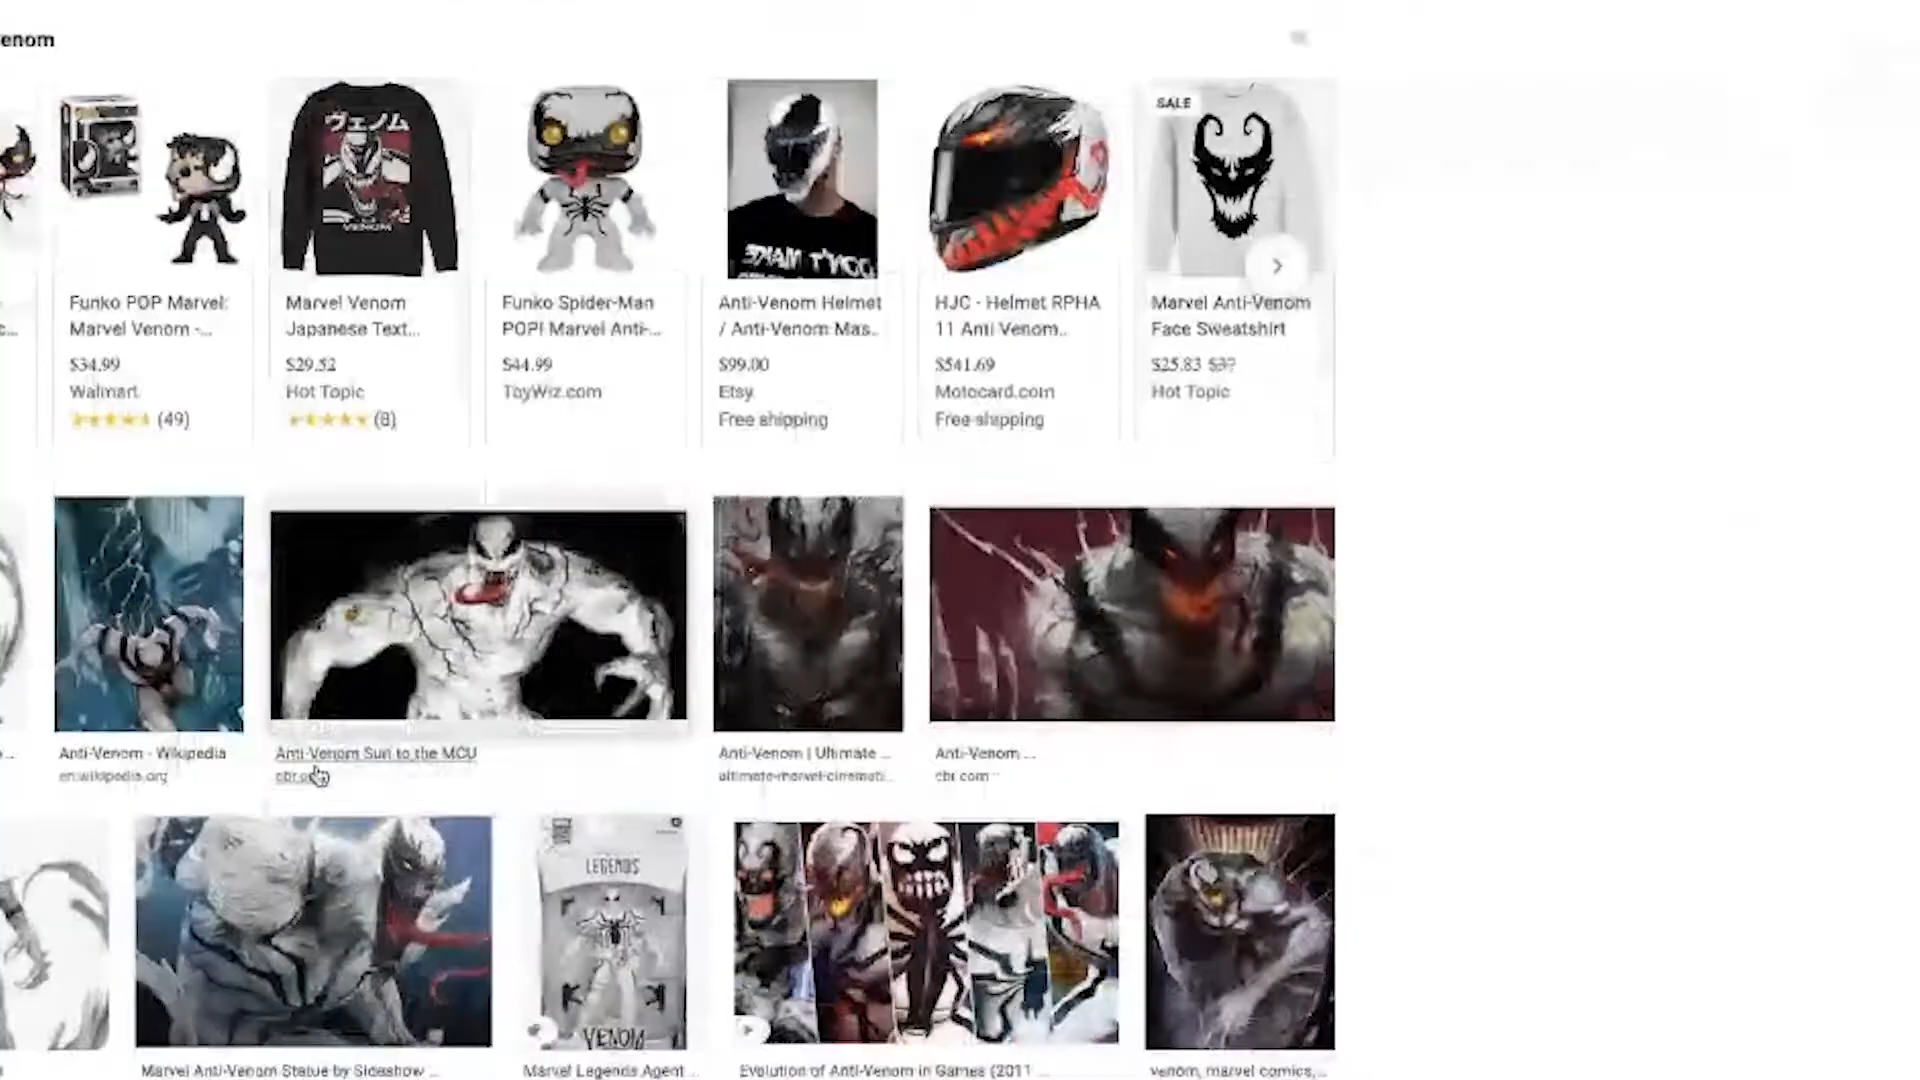 enom
SALE
ヴェノム
VENOM
Funko POP Marvel:
Marvel Venom -...
$34.99
Walmart
(49)
Marvel Venom
Japanese Text...
$29.52
Hot Topic
(8)
Funko Spider-Man
POP! Marvel Anti-...
$44.99
ToyWiz.com
Anti-Venom Helmet
/ Anti-Venom Mas..
$99.00
Etsy
Free shipping
HJC - Helmet RPHA
11 Anti Venom..
$541.69
Motocard.com
Free shipping
Marvel Anti-Venom
Face Sweatshirt
$25.83 $37
Hot Topic
c...
...
Anti-Venom - Wikipedia
en.wikipedia.org
Anti-Venom Suit to the MCU
Anti-Venom | Ultimate ...
ultimate-marvel-cinemati...
Anti-Venom ...
cbr.com
LEGENDS
VENOM
Marvel Anti-Venom Statue by Sideshow ...
Marvel Legends Agent ...
Evolution of Anti-Venom in Games (2011 ...
venom, marvel comics,...